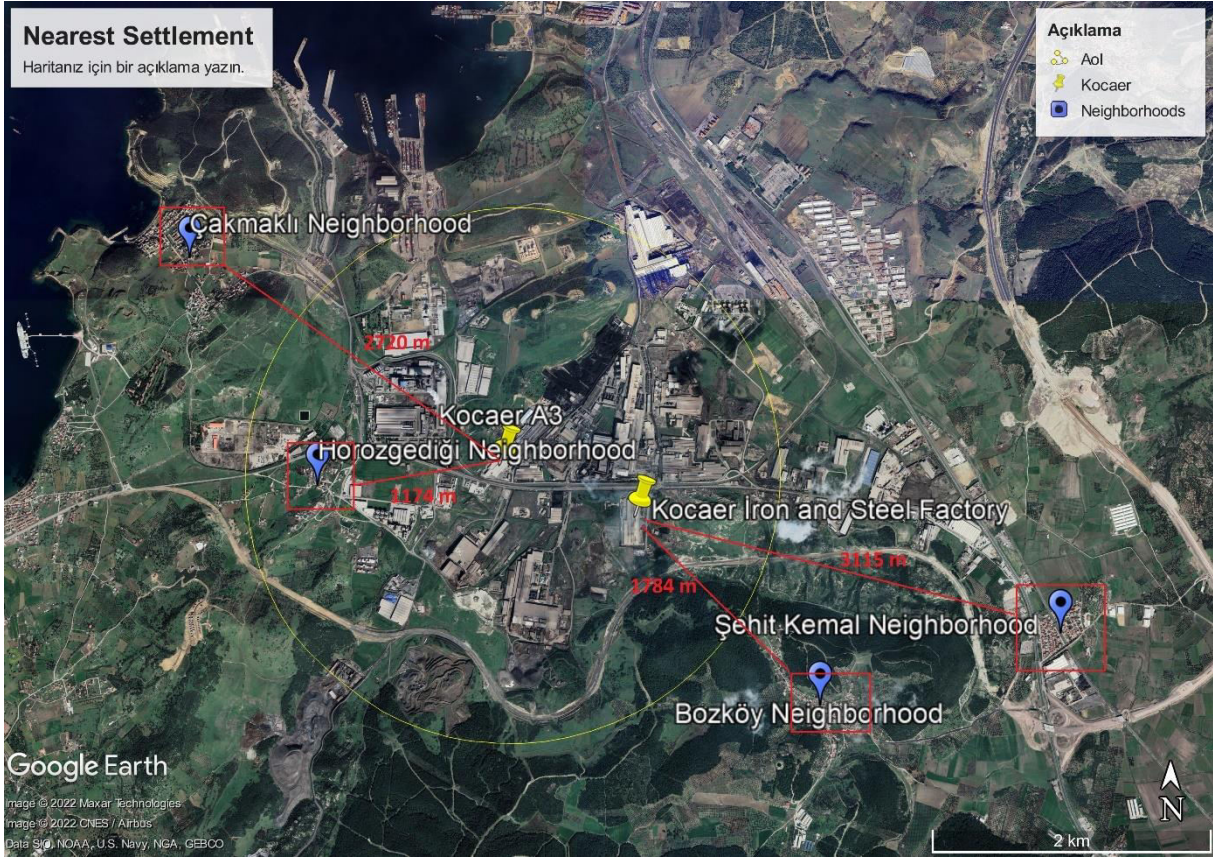 Nearest Settlement
Haritanız için bir açıklama yazın.
Açıklama
AoI
Kocaer
Neighborhoods
Çakmaklı Neighborhood
2720 m
Kocaer A3
Horozgediği Neighborhood
1174 m
Kocaer İron and Steel Factory
3115 m
1784 m
Şehit Kemal Neighborhood
Bozköy Neighborhood
Google Earth
Image © 2022 Maxar Technologies
Image © 2022 CNES / Airbus
Data SIO, NOAA, U.S. Navy, NGA, GEBCO
N
2 km